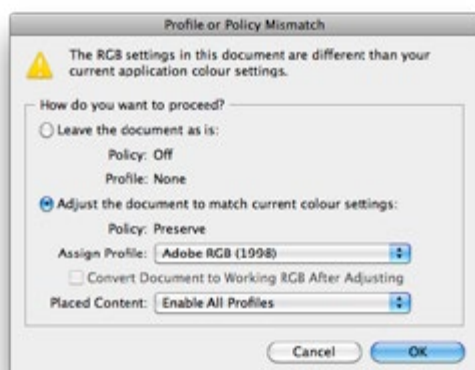 Profile or Policy Mismatch
The RGB settings in this document are different than your
current application colour settings.
How do you want to proceed?
Leave the document as is:
Policy: Off
Profile: None
Adjust the document to match current colour settings:
Policy: Preserve
Assign Profile: Adobe RGB (1998)
Convert Document to Working RGB After Adjusting
Placed Content: Enable All Profiles
Cancel OK